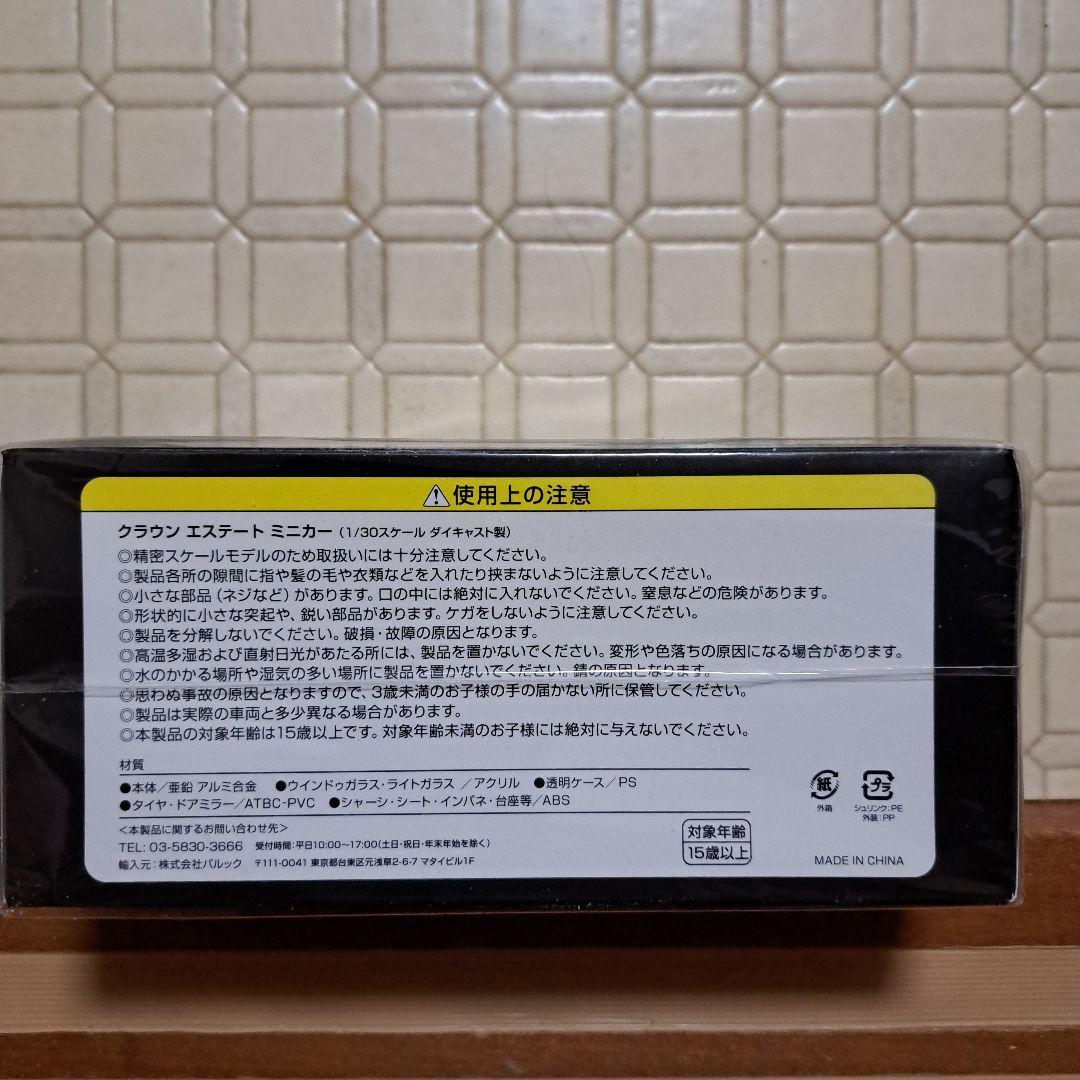 ⚠使用上の注意
クラウン エステート ミニカー（1/30スケール ダイキャスト製）
◎精密スケールモデルのため取扱いには十分注意してください。
◎製品各所の隙間に指や髪の毛や衣類などを入れたり挟まないように注意してください。
◎小さな部品（ネジなど）があります。口の中には絶対に入れないでください。窒息などの危険があります。
◎形状的に小さな突起や、鋭い部品があります。ケガをしないように注意してください。
◎製品を分解しないでください。破損・故障の原因となります。
◎高温多湿および直射日光があたる所には、製品を置かないでください。変形や色落ちの原因になる場合があります。
◎水のかかる場所や湿気の多い場所に製品を置かないでください。錆の原因となります。
◎思わぬ事故の原因となりますので、3歳未満のお子様の手の届かない所に保管してください。
◎製品は実際の車両と多少異なる場合があります。
◎本製品の対象年齢は15歳以上です。対象年齢未満のお子様には絶対に与えないでください。
材質
●本体／亜鉛 アルミ合金 ●ウインドゥガラス・ライトガラス ／アクリル ●透明ケース／PS
●タイヤ・ドアミラー／ATBC-PVC ●シャーシ・シート・インパネ・台座等／ABS
紙
外箱
プラ
シュリンク：PE
外装：PP
＜本製品に関するお問い合わせ先＞
TEL: 03-5830-3666 受付時間：平日10:00〜17:00（土日・祝日・年末年始を除く）
輸入元：株式会社バルック 〒111-0041 東京都台東区元浅草2-6-7 マタイビル1F
対象年齢
15歳以上
MADE IN CHINA